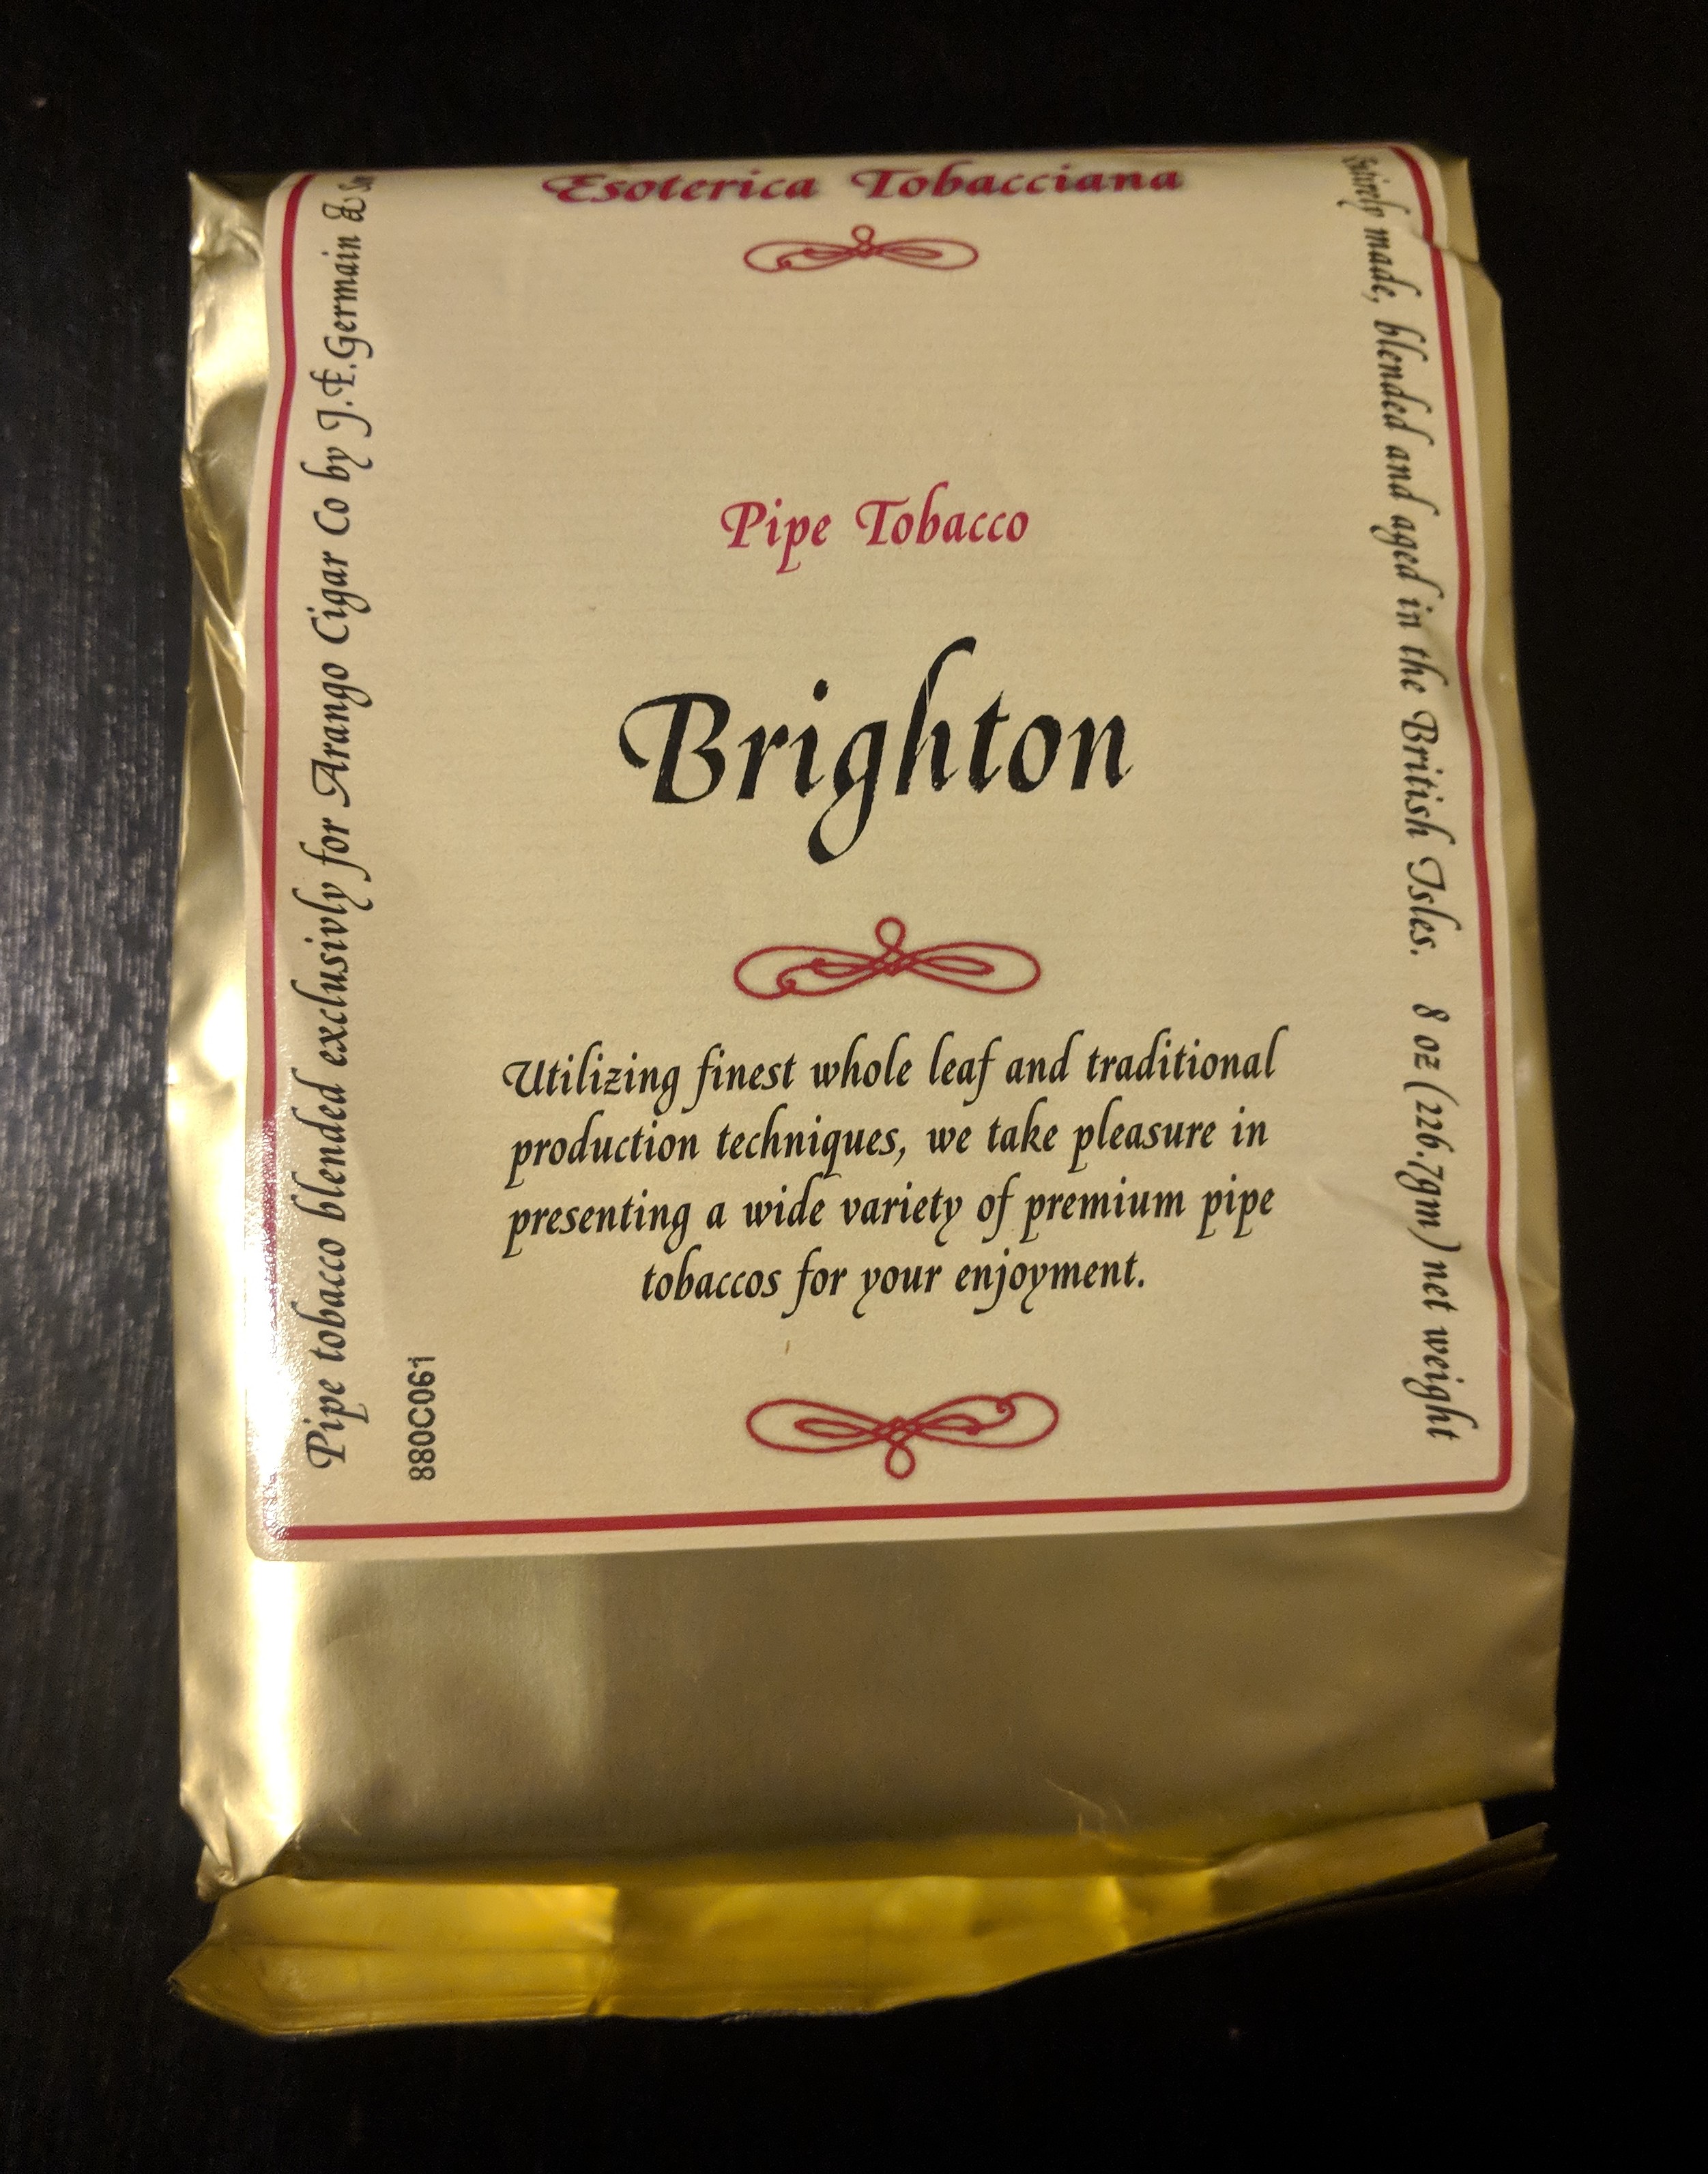 Esoterica Tobacciana
Pipe Tobacco
Brighton
Utilizing finest whole leaf and traditional
production techniques, we take pleasure in
presenting a wide variety of premium pipe
tobaccos for your enjoyment.
Pipe tobacco blended exclusivly for Arango Cigar Co by J.F.Germain &
880C061
Entirely made, blended and aged in the British Isles. 8 oz (226.7gm) net weight